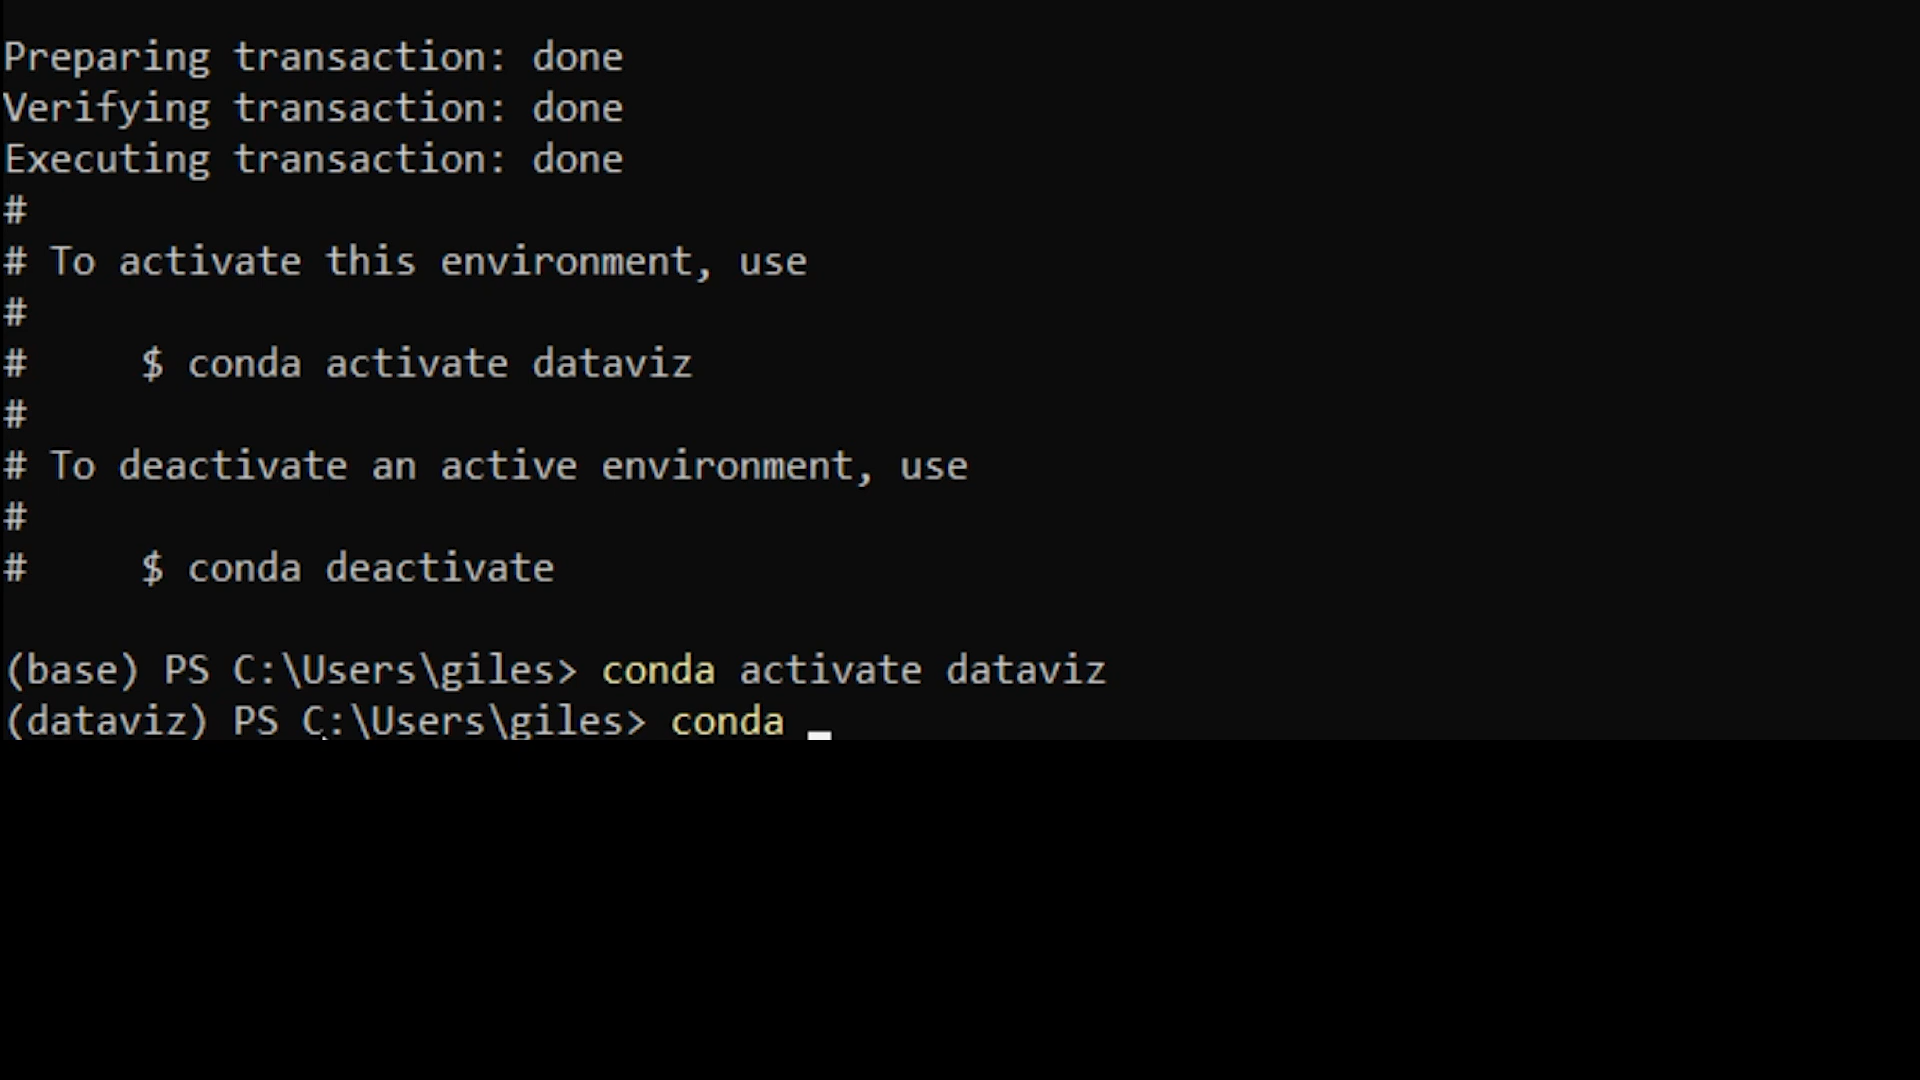 Preparing transaction: done
Verifying transaction: done
Executing transaction: done
#
# To activate this environment, use
#
#     $ conda activate dataviz
#
# To deactivate an active environment, use
#
#     $ conda deactivate
(base) PS C:\Users\giles> conda activate dataviz
(dataviz) PS C:\Users\giles> conda _